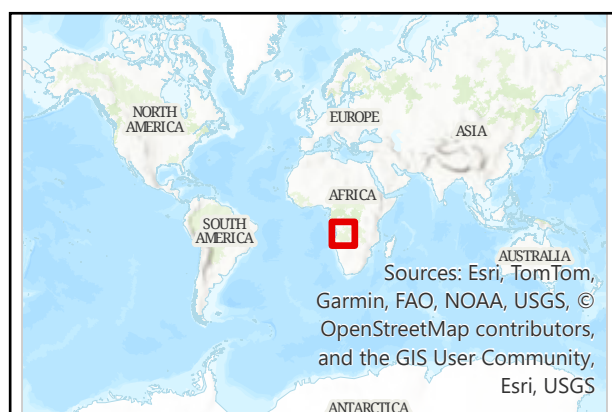 NORTH
AMERICA
EUROPE
ASIA
AFRICA
SOUTH
AMERICA
AUSTRALIA
Sources: Esri, TomTom,
Garmin, FAO, NOAA, USGS, ©
OpenStreetMap contributors,
and the GIS User Community,
Esri, USGS
ANTARCTICA